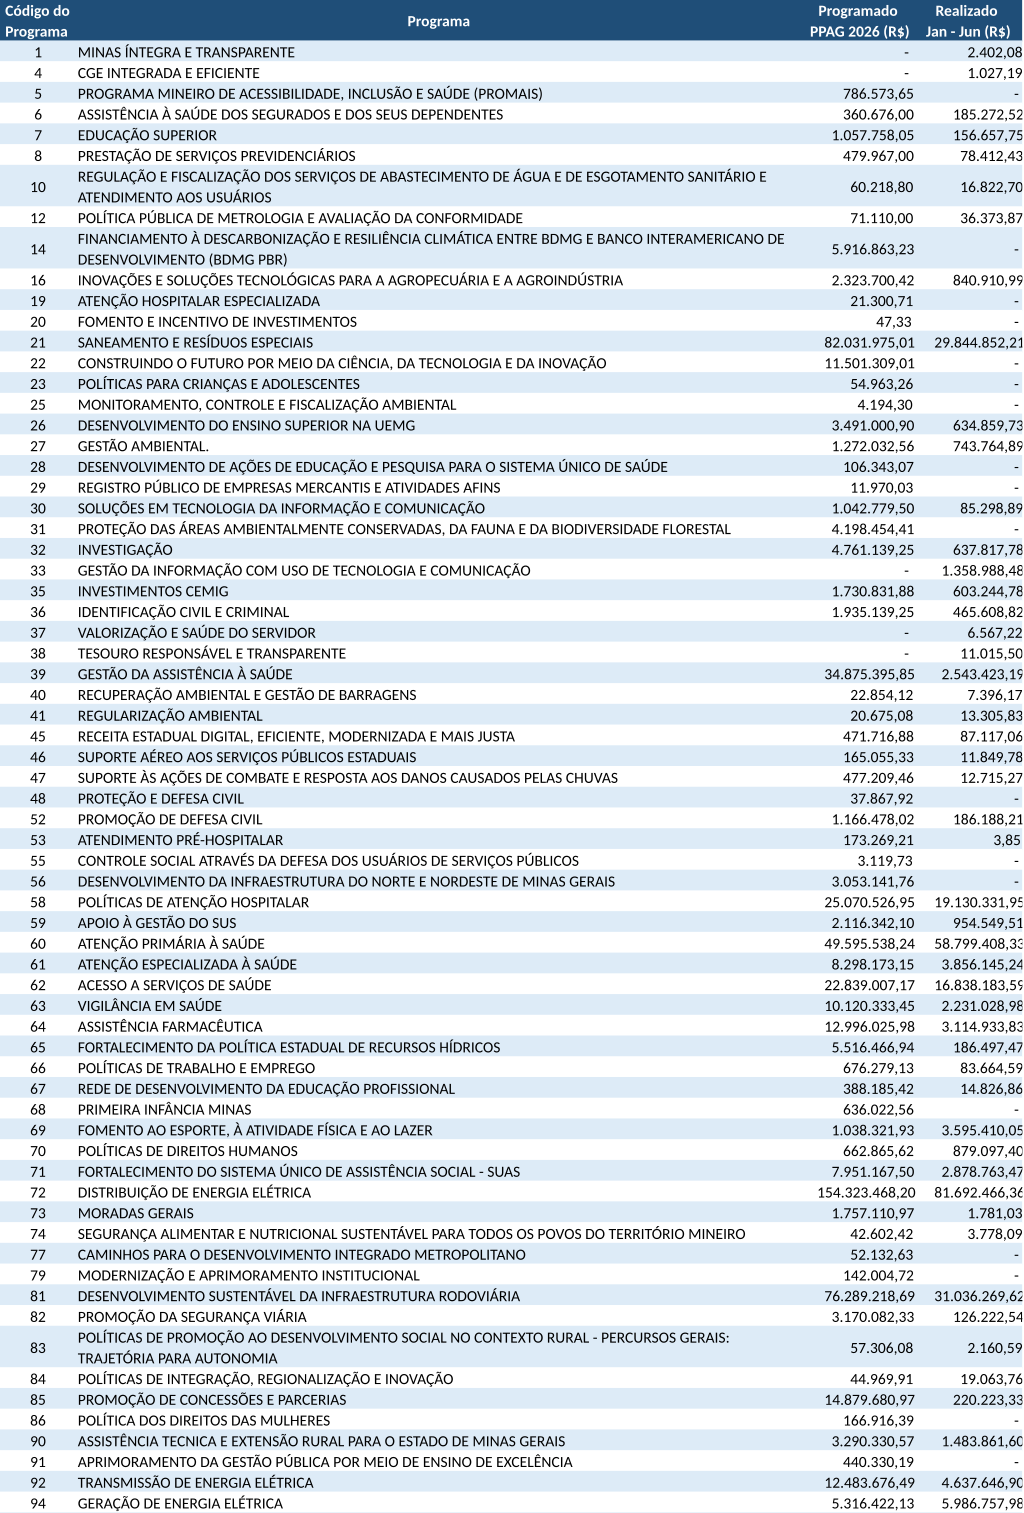 Código do Programa Programa Programado PPAG 2026 (R$) Realizado Jan - Jun (R$)
1 MINAS ÍNTEGRA E TRANSPARENTE - 2.402,08
4 CGE INTEGRADA E EFICIENTE - 1.027,19
5 PROGRAMA MINEIRO DE ACESSIBILIDADE, INCLUSÃO E SAÚDE (PROMAIS) 786.573,65 -
6 ASSISTÊNCIA À SAÚDE DOS SEGURADOS E DOS SEUS DEPENDENTES 360.676,00 185.272,52
7 EDUCAÇÃO SUPERIOR 1.057.758,05 156.657,75
8 PRESTAÇÃO DE SERVIÇOS PREVIDENCIÁRIOS 479.967,00 78.412,43
10 REGULAÇÃO E FISCALIZAÇÃO DOS SERVIÇOS DE ABASTECIMENTO DE ÁGUA E DE ESGOTAMENTO SANITÁRIO E
ATENDIMENTO AOS USUÁRIOS 60.218,80 16.822,70
12 POLÍTICA PÚBLICA DE METROLOGIA E AVALIAÇÃO DA CONFORMIDADE 71.110,00 36.373,87
14 FINANCIAMENTO À DESCARBONIZAÇÃO E RESILIÊNCIA CLIMÁTICA ENTRE BDMG E BANCO INTERAMERICANO DE
DESENVOLVIMENTO (BDMG PBR) 5.916.863,23 -
16 INOVAÇÕES E SOLUÇÕES TECNOLÓGICAS PARA A AGROPECUÁRIA E A AGROINDÚSTRIA 2.323.700,42 840.910,99
19 ATENÇÃO HOSPITALAR ESPECIALIZADA 21.300,71 -
20 FOMENTO E INCENTIVO DE INVESTIMENTOS 47,33 -
21 SANEAMENTO E RESÍDUOS ESPECIAIS 82.031.975,01 29.844.852,21
22 CONSTRUINDO O FUTURO POR MEIO DA CIÊNCIA, DA TECNOLOGIA E DA INOVAÇÃO 11.501.309,01 -
23 POLÍTICAS PARA CRIANÇAS E ADOLESCENTES 54.963,26 -
25 MONITORAMENTO, CONTROLE E FISCALIZAÇÃO AMBIENTAL 4.194,30 -
26 DESENVOLVIMENTO DO ENSINO SUPERIOR NA UEMG 3.491.000,90 634.859,73
27 GESTÃO AMBIENTAL. 1.272.032,56 743.764,89
28 DESENVOLVIMENTO DE AÇÕES DE EDUCAÇÃO E PESQUISA PARA O SISTEMA ÚNICO DE SAÚDE 106.343,07 -
29 REGISTRO PÚBLICO DE EMPRESAS MERCANTIS E ATIVIDADES AFINS 11.970,03 -
30 SOLUÇÕES EM TECNOLOGIA DA INFORMAÇÃO E COMUNICAÇÃO 1.042.779,50 85.298,89
31 PROTEÇÃO DAS ÁREAS AMBIENTALMENTE CONSERVADAS, DA FAUNA E DA BIODIVERSIDADE FLORESTAL 4.198.454,41 -
32 INVESTIGAÇÃO 4.761.139,25 637.817,78
33 GESTÃO DA INFORMAÇÃO COM USO DE TECNOLOGIA E COMUNICAÇÃO - 1.358.988,48
35 INVESTIMENTOS CEMIG 1.730.831,88 603.244,78
36 IDENTIFICAÇÃO CIVIL E CRIMINAL 1.935.139,25 465.608,82
37 VALORIZAÇÃO E SAÚDE DO SERVIDOR - 6.567,22
38 TESOURO RESPONSÁVEL E TRANSPARENTE - 11.015,50
39 GESTÃO DA ASSISTÊNCIA À SAÚDE 34.875.395,85 2.543.423,19
40 RECUPERAÇÃO AMBIENTAL E GESTÃO DE BARRAGENS 22.854,12 7.396,17
41 REGULARIZAÇÃO AMBIENTAL 20.675,08 13.305,83
45 RECEITA ESTADUAL DIGITAL, EFICIENTE, MODERNIZADA E MAIS JUSTA 471.716,88 87.117,06
46 SUPORTE AÉREO AOS SERVIÇOS PÚBLICOS ESTADUAIS 165.055,33 11.849,78
47 SUPORTE ÀS AÇÕES DE COMBATE E RESPOSTA AOS DANOS CAUSADOS PELAS CHUVAS 477.209,46 12.715,27
48 PROTEÇÃO E DEFESA CIVIL 37.867,92 -
52 PROMOÇÃO DE DEFESA CIVIL 1.166.478,02 186.188,21
53 ATENDIMENTO PRÉ-HOSPITALAR 173.269,21 3,85
55 CONTROLE SOCIAL ATRAVÉS DA DEFESA DOS USUÁRIOS DE SERVIÇOS PÚBLICOS 3.119,73 -
56 DESENVOLVIMENTO DA INFRAESTRUTURA DO NORTE E NORDESTE DE MINAS GERAIS 3.053.141,76 -
58 POLÍTICAS DE ATENÇÃO HOSPITALAR 25.070.526,95 19.130.331,95
59 APOIO À GESTÃO DO SUS 2.116.342,10 954.549,51
60 ATENÇÃO PRIMÁRIA À SAÚDE 49.595.538,24 58.799.408,33
61 ATENÇÃO ESPECIALIZADA À SAÚDE 8.298.173,15 3.856.145,24
62 ACESSO A SERVIÇOS DE SAÚDE 22.839.007,17 16.838.183,59
63 VIGILÂNCIA EM SAÚDE 10.120.333,45 2.231.028,98
64 ASSISTÊNCIA FARMACÊUTICA 12.996.025,98 3.114.933,83
65 FORTALECIMENTO DA POLÍTICA ESTADUAL DE RECURSOS HÍDRICOS 5.516.466,94 186.497,47
66 POLÍTICAS DE TRABALHO E EMPREGO 676.279,13 83.664,59
67 REDE DE DESENVOLVIMENTO DA EDUCAÇÃO PROFISSIONAL 388.185,42 14.826,86
68 PRIMEIRA INFÂNCIA MINAS 636.022,56 -
69 FOMENTO AO ESPORTE, À ATIVIDADE FÍSICA E AO LAZER 1.038.321,93 3.595.410,05
70 POLÍTICAS DE DIREITOS HUMANOS 662.865,62 879.097,40
71 FORTALECIMENTO DO SISTEMA ÚNICO DE ASSISTÊNCIA SOCIAL - SUAS 7.951.167,50 2.878.763,47
72 DISTRIBUIÇÃO DE ENERGIA ELÉTRICA 154.323.468,20 81.692.466,36
73 MORADAS GERAIS 1.757.110,97 1.781,03
74 SEGURANÇA ALIMENTAR E NUTRICIONAL SUSTENTÁVEL PARA TODOS OS POVOS DO TERRITÓRIO MINEIRO 42.602,42 3.778,09
77 CAMINHOS PARA O DESENVOLVIMENTO INTEGRADO METROPOLITANO 52.132,63 -
79 MODERNIZAÇÃO E APRIMORAMENTO INSTITUCIONAL 142.004,72 -
81 DESENVOLVIMENTO SUSTENTÁVEL DA INFRAESTRUTURA RODOVIÁRIA 76.289.218,69 31.036.269,62
82 PROMOÇÃO DA SEGURANÇA VIÁRIA 3.170.082,33 126.222,54
83 POLÍTICAS DE PROMOÇÃO AO DESENVOLVIMENTO SOCIAL NO CONTEXTO RURAL - PERCURSOS GERAIS:
TRAJETÓRIA PARA AUTONOMIA 57.306,08 2.160,59
84 POLÍTICAS DE INTEGRAÇÃO, REGIONALIZAÇÃO E INOVAÇÃO 44.969,91 19.063,76
85 PROMOÇÃO DE CONCESSÕES E PARCERIAS 14.879.680,97 220.223,33
86 POLÍTICA DOS DIREITOS DAS MULHERES 166.916,39 -
90 ASSISTÊNCIA TECNICA E EXTENSÃO RURAL PARA O ESTADO DE MINAS GERAIS 3.290.330,57 1.483.861,60
91 APRIMORAMENTO DA GESTÃO PÚBLICA POR MEIO DE ENSINO DE EXCELÊNCIA 440.330,19 -
92 TRANSMISSÃO DE ENERGIA ELÉTRICA 12.483.676,49 4.637.646,90
94 GERAÇÃO DE ENERGIA ELÉTRICA 5.316.422,13 5.986.757,98